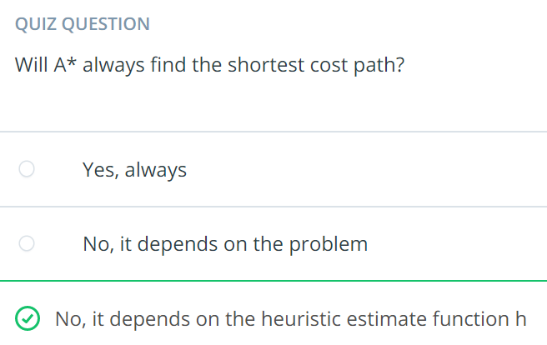 QUIZ QUESTION
Will A* always find the shortest cost path?
Yes, always
No, it depends on the problem
No, it depends on the heuristic estimate function h